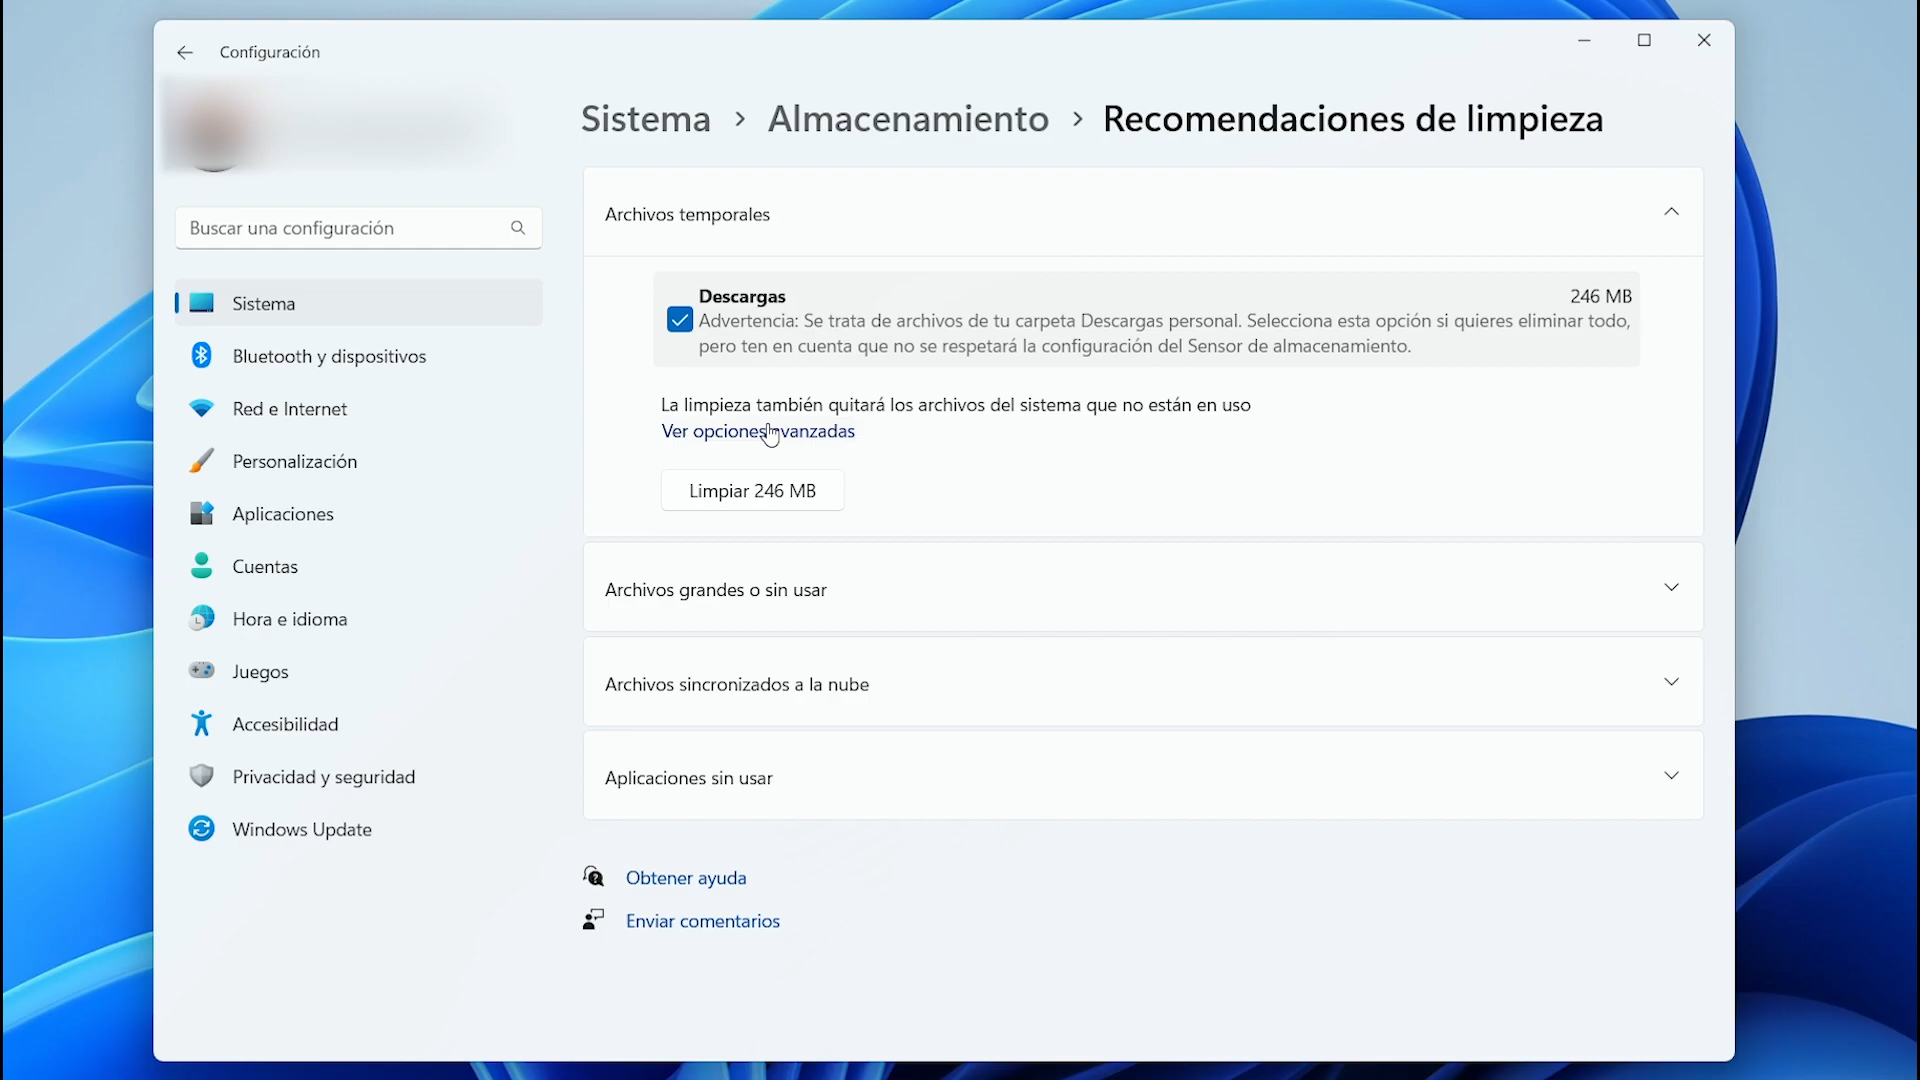 Configuración
Buscar una configuración
Sistema
Bluetooth y dispositivos
Red e Internet
Personalización
Aplicaciones
Cuentas
Hora e idioma
Juegos
Accesibilidad
Privacidad y seguridad
Windows Update
Sistema > Almacenamiento > Recomendaciones de limpieza
Archivos temporales
Descargas 246 MB
Advertencia: Se trata de archivos de tu carpeta Descargas personal. Selecciona esta opción si quieres eliminar todo,
pero ten en cuenta que no se respetará la configuración del Sensor de almacenamiento.
La limpieza también quitará los archivos del sistema que no están en uso
Ver opciones avanzadas
Limpiar 246 MB
Archivos grandes o sin usar
Archivos sincronizados a la nube
Aplicaciones sin usar
Obtener ayuda
Enviar comentarios